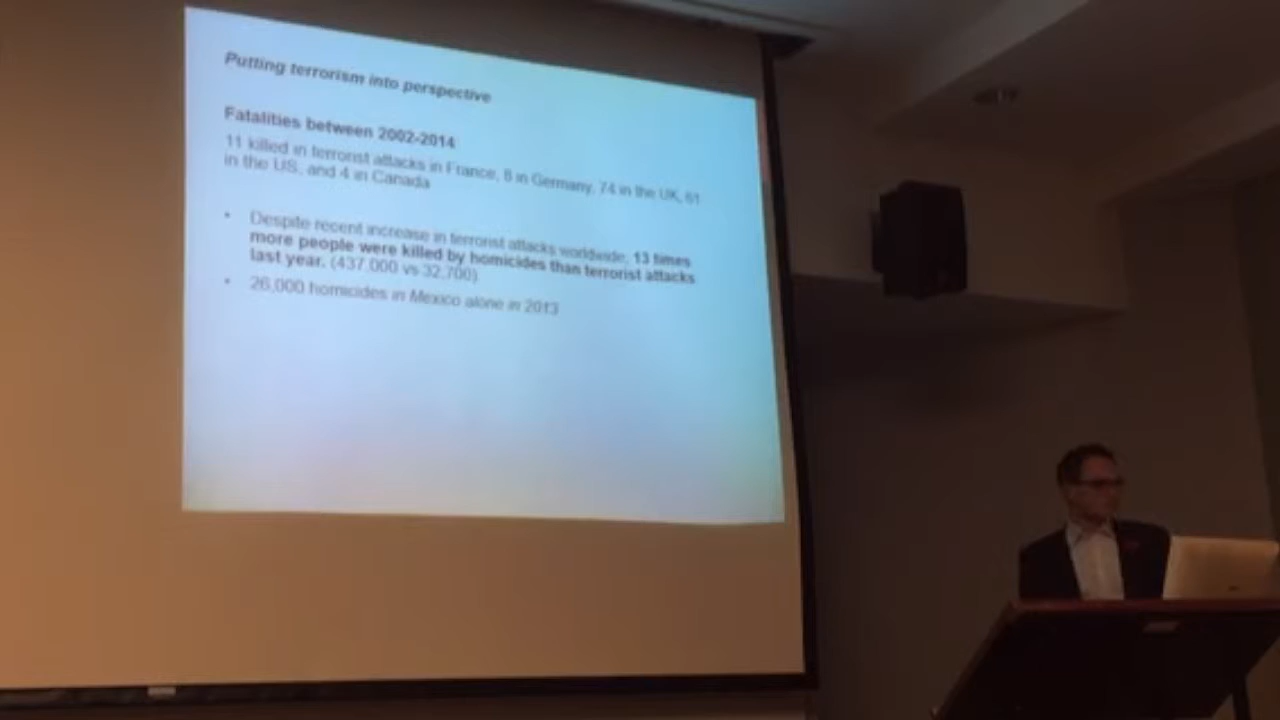 Putting terrorism into perspective
Fatalities between 2002-2014
11 killed in terrorist attacks in France, 8 in Germany, 74 in the UK, 61
in the US, and 4 in Canada
• Despite recent increase in terrorist attacks worldwide, 13 times
more people were killed by homicides than terrorist attacks
last year. (437,000 vs 32,700)
• 26,000 homicides in Mexico alone in 2013